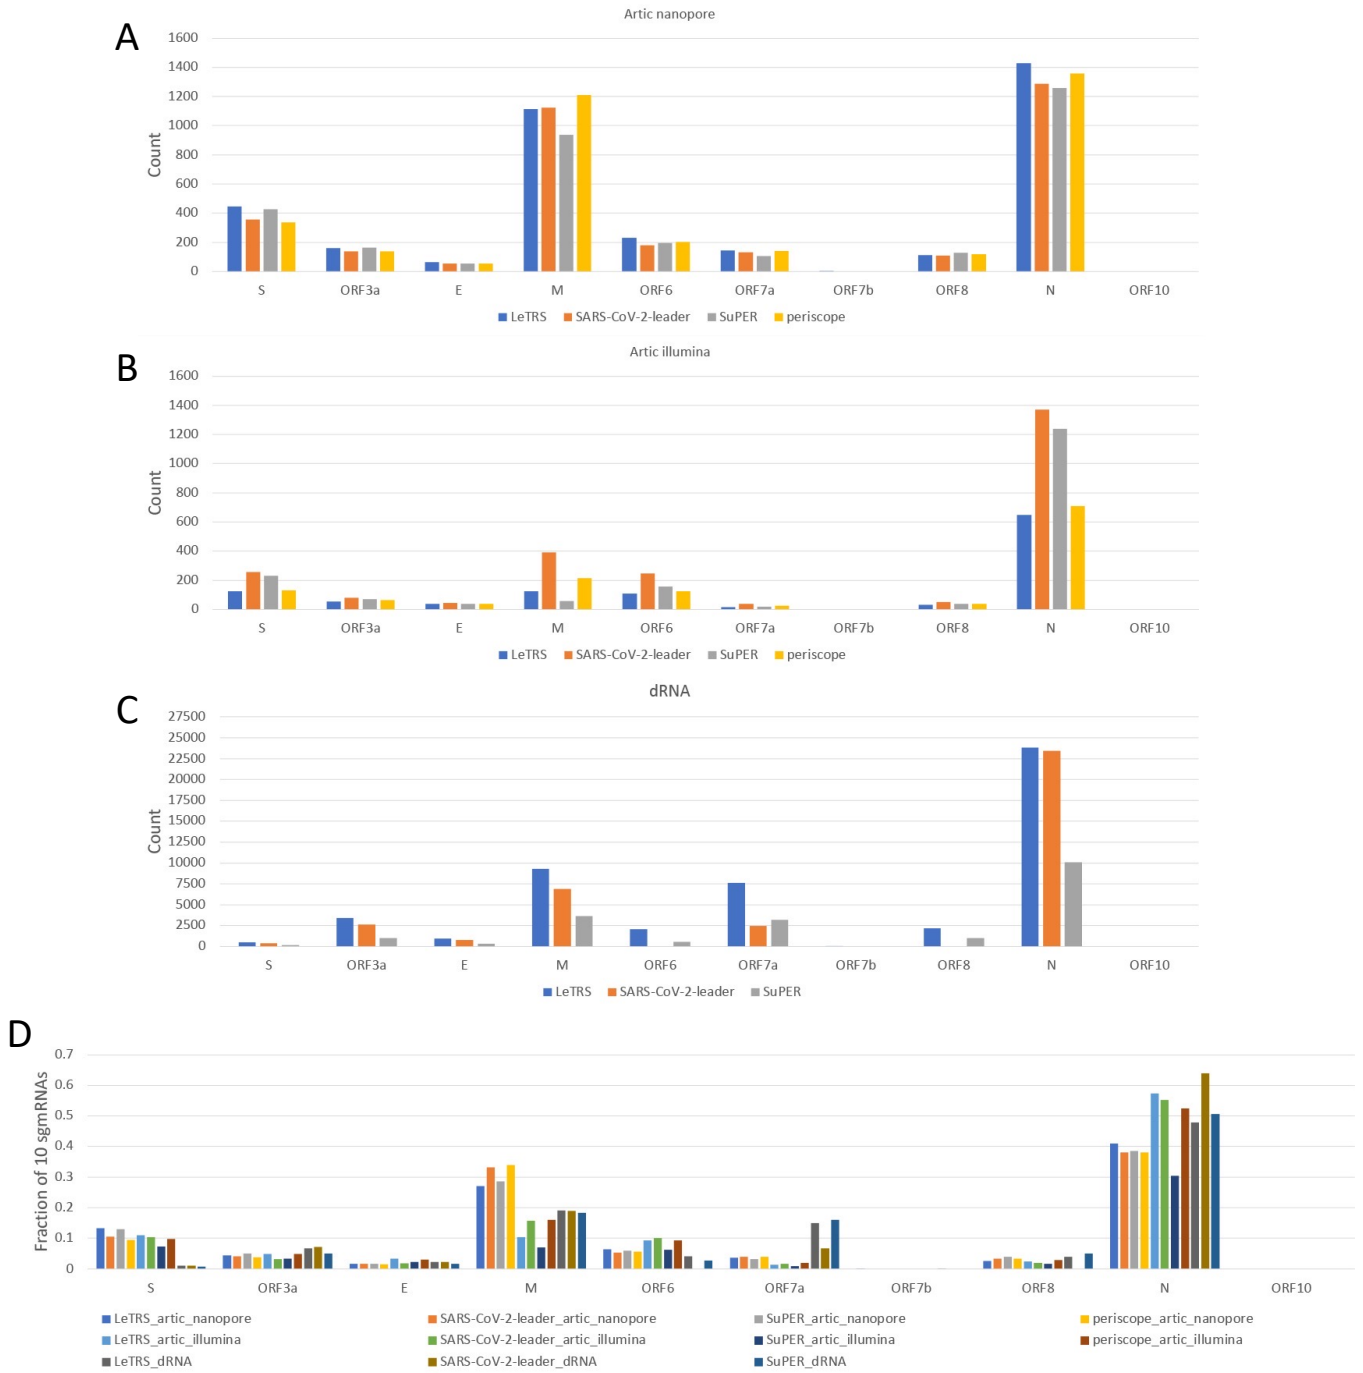 Artic nanopore
A
1600
1400
1200
1000
800
600
400
200
0
Count
S ORF3a E M ORF6 ORF7a ORF7b ORF8 N ORF10
LeTRS SARS-CoV-2-leader SuPER periscope
Artic illumina
B
1600
1400
1200
1000
800
600
400
200
0
Count
S ORF3a E M ORF6 ORF7a ORF7b ORF8 N ORF10
LeTRS SARS-CoV-2-leader SuPER periscope
dRNA
C
27500
25000
22500
20000
17500
15000
12500
10000
7500
5000
2500
0
Count
S ORF3a E M ORF6 ORF7a ORF7b ORF8 N ORF10
LeTRS SARS-CoV-2-leader SuPER
D
0.7
0.6
0.5
0.4
0.3
0.2
0.1
0
Fraction of 10 sgmRNAs
S ORF3a E M ORF6 ORF7a ORF7b ORF8 N ORF10
LeTRS_artic_nanopore SARS-CoV-2-leader_artic_nanopore SuPER_artic_nanopore periscope_artic_nanopore
LeTRS_artic_illumina SARS-CoV-2-leader_artic_illumina SuPER_artic_illumina periscope_artic_illumina
LeTRS_dRNA SARS-CoV-2-leader_dRNA SuPER_dRNA